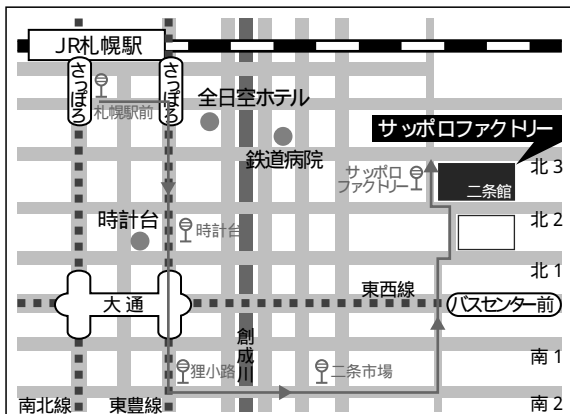 JR札幌駅
さっぽろ
さっぽろ
札幌駅前
全日空ホテル
鉄道病院
サッポロファクトリー
サッポロ
ファクトリー
二条館
北3
時計台
時計台
北2
北1
大通
東西線
バスセンター前
創成川
南1
狸小路
二条市場
南北線
東豊線
南2